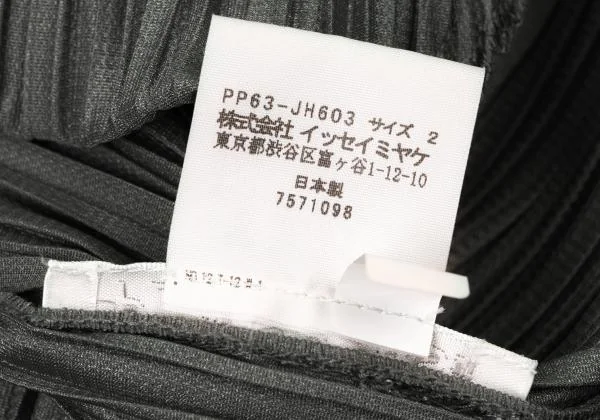 PP63-JH603 サイズ 2
株式会社 イッセイミヤケ
東京都渋谷区富ヶ谷1-12-10
日本製
7571098